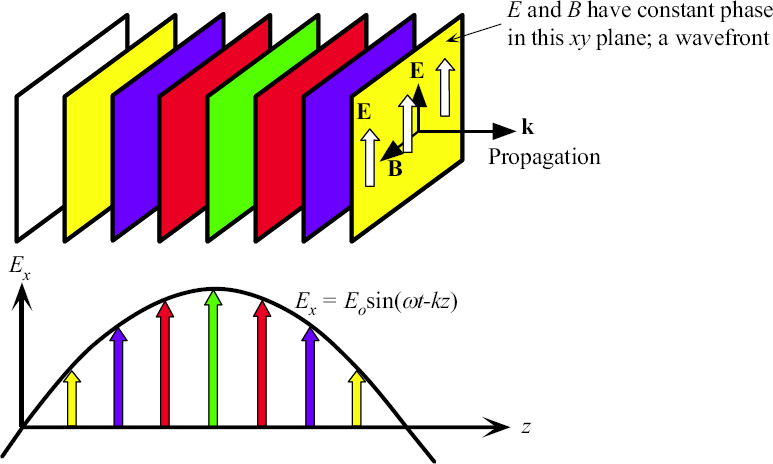 E and B have constant phase
in this xy plane; a wavefront
E
E
k
Propagation
B
Eₓ
Eₓ = Eₒsin(ωt-kz)
z